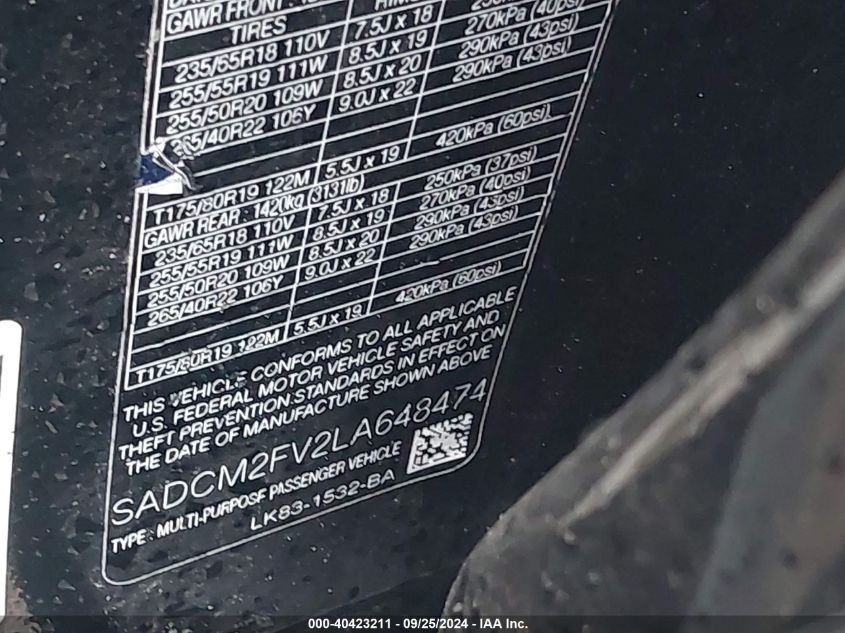 GAWR FRONT:
TIRES
235/65R18 110V 7.5J x 18
255/55R19 111W 8.5J x 19 270kPa (40psi)
255/50R20 109W 8.5J x 20 290kPa (43psi)
265/40R22 106Y 9.0J x 22 290kPa (43psi)
T175/80R19 122M 5.5J x 19 420kPa (60psi)
GAWR REAR: 1420kg (3131lb)
235/65R18 110V 7.5J x 18 250kPa (37psi)
255/55R19 111W 8.5J x 19 270kPa (40psi)
255/50R20 109W 8.5J x 20 290kPa (43psi)
265/40R22 106Y 9.0J x 22 290kPa (43psi)
T175/80R19 122M 5.5J x 19 420kPa (60psi)
THIS VEHICLE CONFORMS TO ALL APPLICABLE
U.S. FEDERAL MOTOR VEHICLE SAFETY AND
THEFT PREVENTION STANDARDS IN EFFECT ON
THE DATE OF MANUFACTURE SHOWN ABOVE
SADCM2FV2LA648474
TYPE: MULTI-PURPOSE PASSENGER VEHICLE
LK83-1532-BA
000-40423211 - 09/25/2024 - IAA Inc.